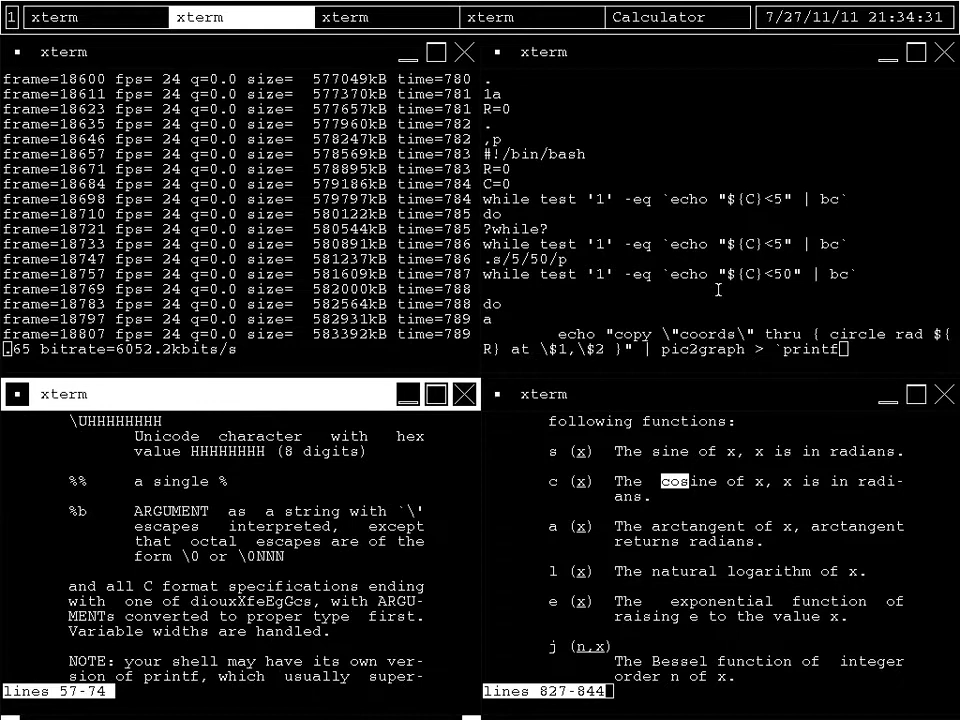 1 xterm xterm xterm xterm Calculator 7/27/11/11 21:34:31
xterm
frame=18600 fps= 24 q=0.0 size=  577049kB time=780
frame=18611 fps= 24 q=0.0 size=  577370kB time=781
frame=18623 fps= 24 q=0.0 size=  577657kB time=781
frame=18635 fps= 24 q=0.0 size=  577960kB time=782
frame=18646 fps= 24 q=0.0 size=  578247kB time=782
frame=18657 fps= 24 q=0.0 size=  578569kB time=783
frame=18671 fps= 24 q=0.0 size=  578895kB time=783
frame=18684 fps= 24 q=0.0 size=  579186kB time=784
frame=18698 fps= 24 q=0.0 size=  579797kB time=784
frame=18710 fps= 24 q=0.0 size=  580122kB time=785
frame=18721 fps= 24 q=0.0 size=  580544kB time=785
frame=18733 fps= 24 q=0.0 size=  580891kB time=786
frame=18747 fps= 24 q=0.0 size=  581237kB time=786
frame=18757 fps= 24 q=0.0 size=  581609kB time=787
frame=18769 fps= 24 q=0.0 size=  582000kB time=788
frame=18783 fps= 24 q=0.0 size=  582564kB time=788
frame=18797 fps= 24 q=0.0 size=  582931kB time=789
frame=18807 fps= 24 q=0.0 size=  583392kB time=789
.65 bitrate=6052.2kbits/s
xterm
.
1a
R=0
.
,p
#!/bin/bash
R=0
C=0
while test '1' -eq `echo "${C}<5" | bc`
do
?while?
while test '1' -eq `echo "${C}<5" | bc`
.s/5/50/p
while test '1' -eq `echo "${C}<50" | bc`
do
a
echo "copy \"coords\" thru { circle rad ${
R} at \$1,\$2 }" | pic2graph > `printf
xterm
\UHHHHHHHH
Unicode character with hex
value HHHHHHHH (8 digits)
%% a single %
%b ARGUMENT as a string with `\'
escapes interpreted, except
that octal escapes are of the
form \0 or \0NNN
and all C format specifications ending
with one of diouxXfeEgGcs, with ARGU-
MENTs converted to proper type first.
Variable widths are handled.
NOTE: your shell may have its own ver-
sion of printf, which usually super-
lines 57-74
xterm
following functions:
s (x) The sine of x, x is in radians.
c (x) The cosine of x, x is in radi-
ans.
a (x) The arctangent of x, arctangent
returns radians.
l (x) The natural logarithm of x.
e (x) The exponential function of
raising e to the value x.
j (n,x)
The Bessel function of integer
order n of x.
lines 827-844